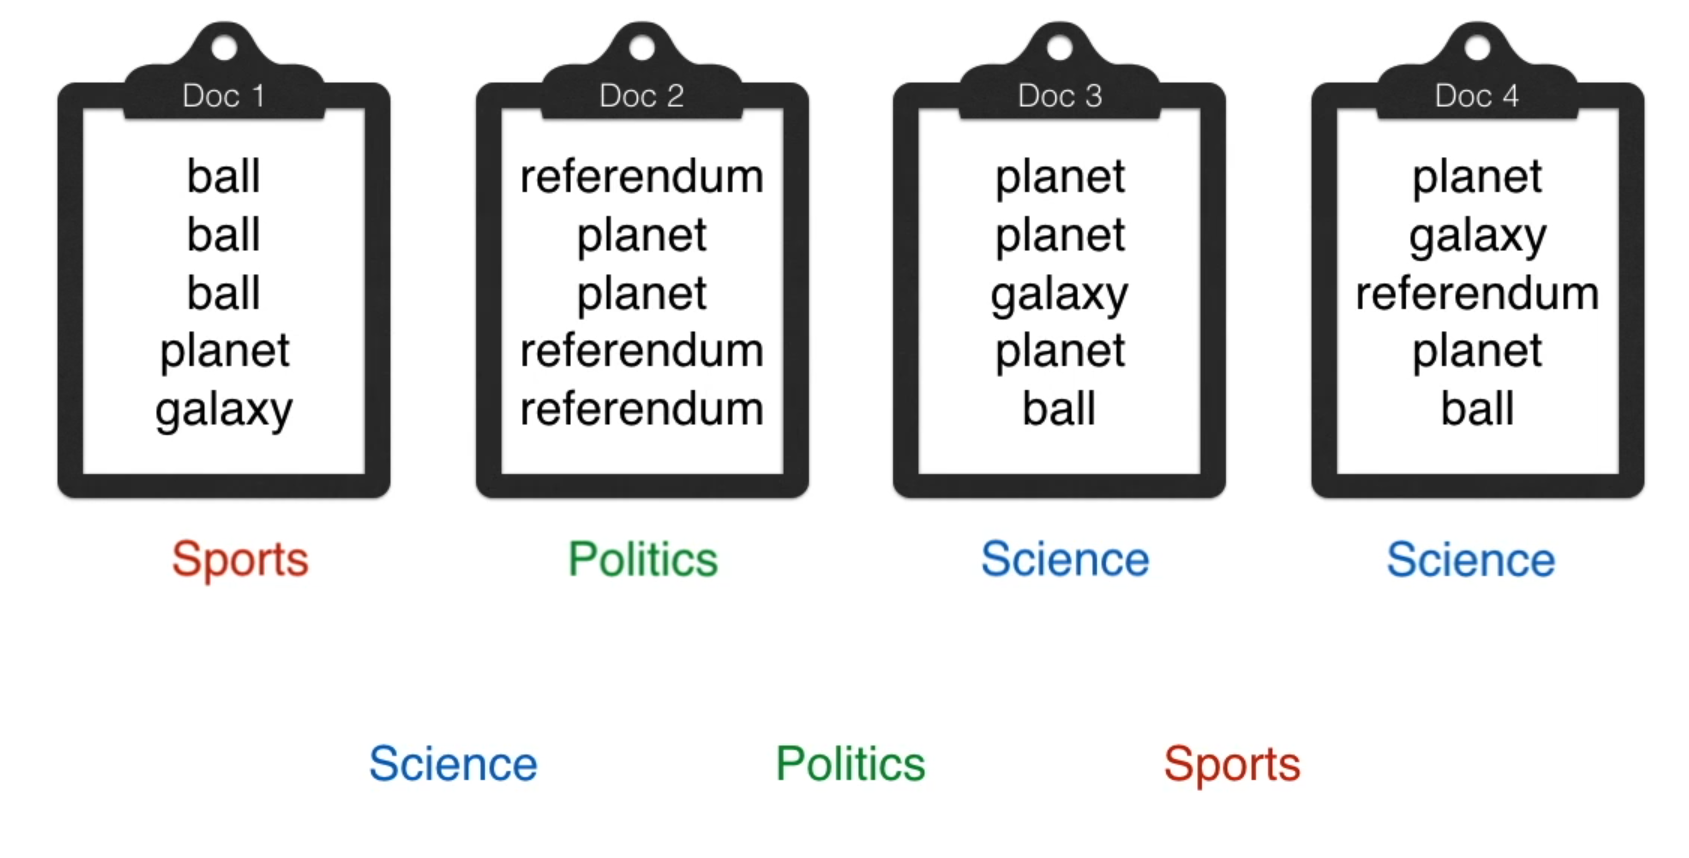 Doc 1
ball
ball
ball
planet
galaxy
Sports
Doc 2
referendum
planet
planet
referendum
referendum
Politics
Doc 3
planet
planet
galaxy
planet
ball
Science
Doc 4
planet
galaxy
referendum
planet
ball
Science
Science
Politics
Sports